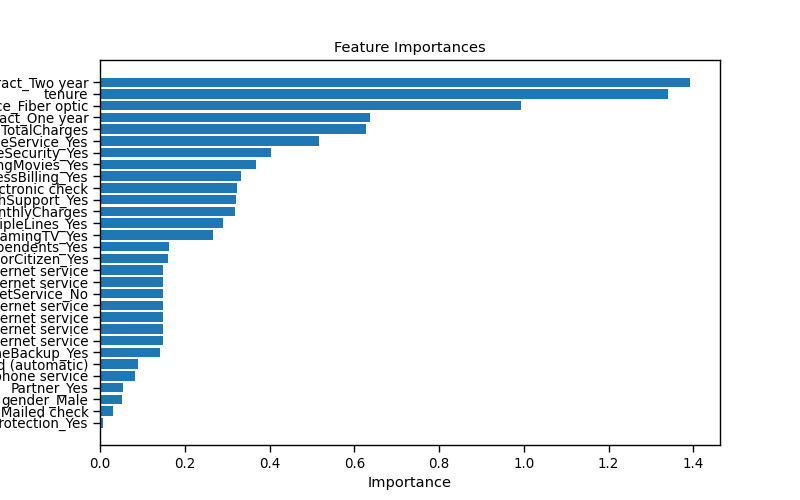 Feature Importances
ract_Two year
tenure
ce_Fiber optic
act_One year
TotalCharges
eService_Yes
eSecurity_Yes
ngMovies_Yes
essBilling_Yes
ctronic check
hSupport_Yes
nthlyCharges
ipleLines_Yes
amingTV_Yes
pendents_Yes
orCitizen_Yes
ernet service
ernet service
etService_No
ernet service
ernet service
ernet service
ernet service
neBackup_Yes
d (automatic)
phone service
Partner_Yes
gender_Male
Mailed check
rotection_Yes
0.0 0.2 0.4 0.6 0.8 1.0 1.2 1.4
Importance